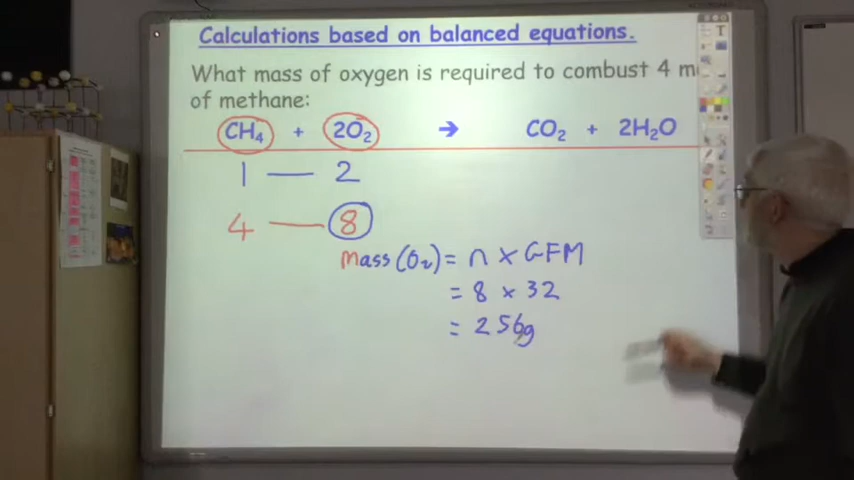 Calculations based on balanced equations.
What mass of oxygen is required to combust 4 m
of methane:
CH₄ + 2O₂ → CO₂ + 2H₂O
1 — 2
4 — 8
Mass(O₂) = n × GFM
= 8 × 32
= 256g